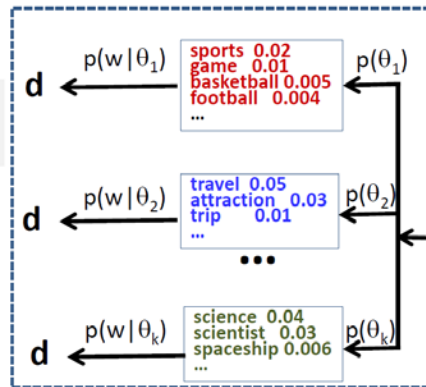 p(w|θ₁)
d
sports 0.02
game 0.01
basketball 0.005
football 0.004
...
p(θ₁)
p(w|θ₂)
d
travel 0.05
attraction 0.03
trip 0.01
...
p(θ₂)
•••
p(w|θₖ)
d
science 0.04
scientist 0.03
spaceship 0.006
...
p(θₖ)